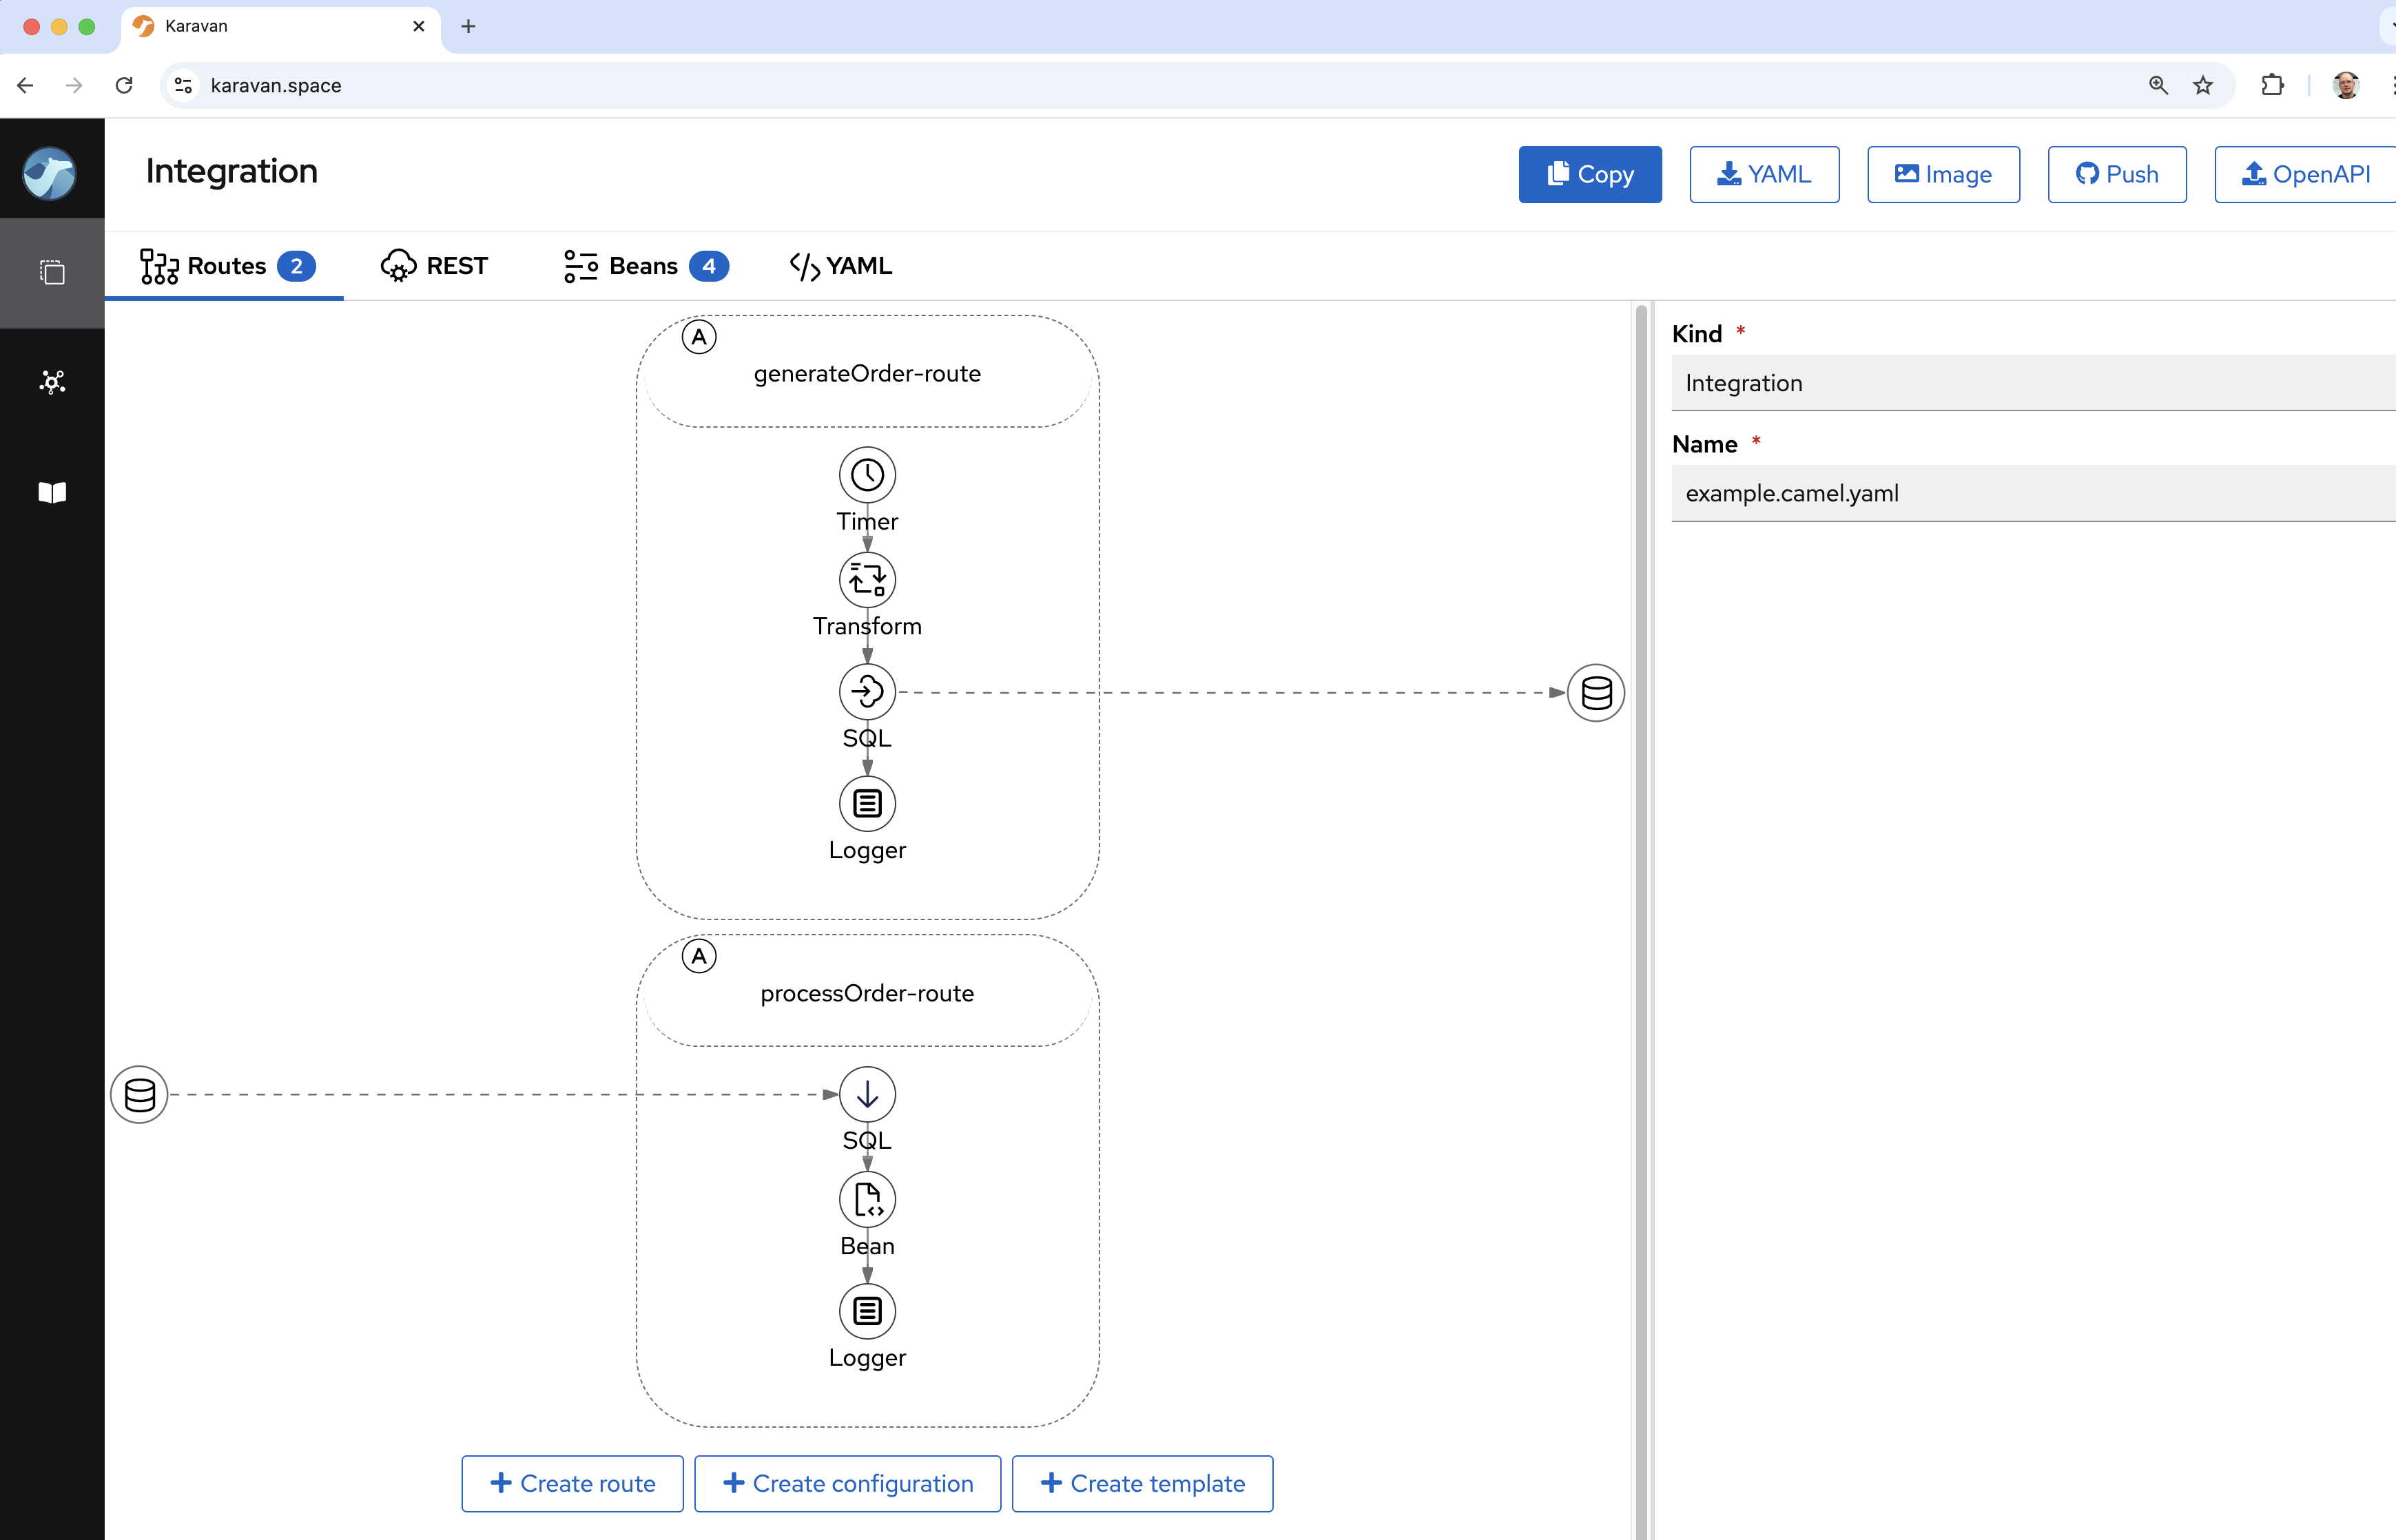 Karavan
karavan.space
Integration
Copy
YAML
Image
Push
OpenAPI
Routes 2
REST
Beans 4
YAML
A
generateOrder-route
Timer
Transform
SQL
Logger
A
processOrder-route
SQL
Bean
Logger
Create route
Create configuration
Create template
Kind *
Integration
Name *
example.camel.yaml